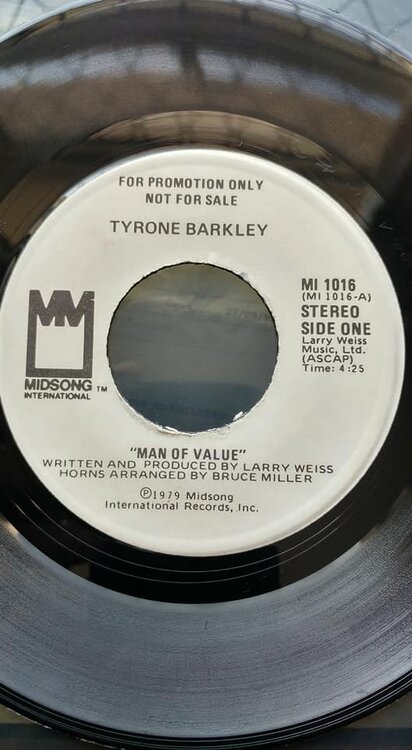 FOR PROMOTION ONLY
NOT FOR SALE
TYRONE BARKLEY
MM
MIDSONG TM
INTERNATIONAL
MI 1016
(MI 1016-A)
STEREO
SIDE ONE
Larry Weiss
Music, Ltd.
(ASCAP)
Time: 4:25
"MAN OF VALUE"
WRITTEN AND PRODUCED BY LARRY WEISS
HORNS ARRANGED BY BRUCE MILLER
Ⓟ1979 Midsong
International Records, Inc.